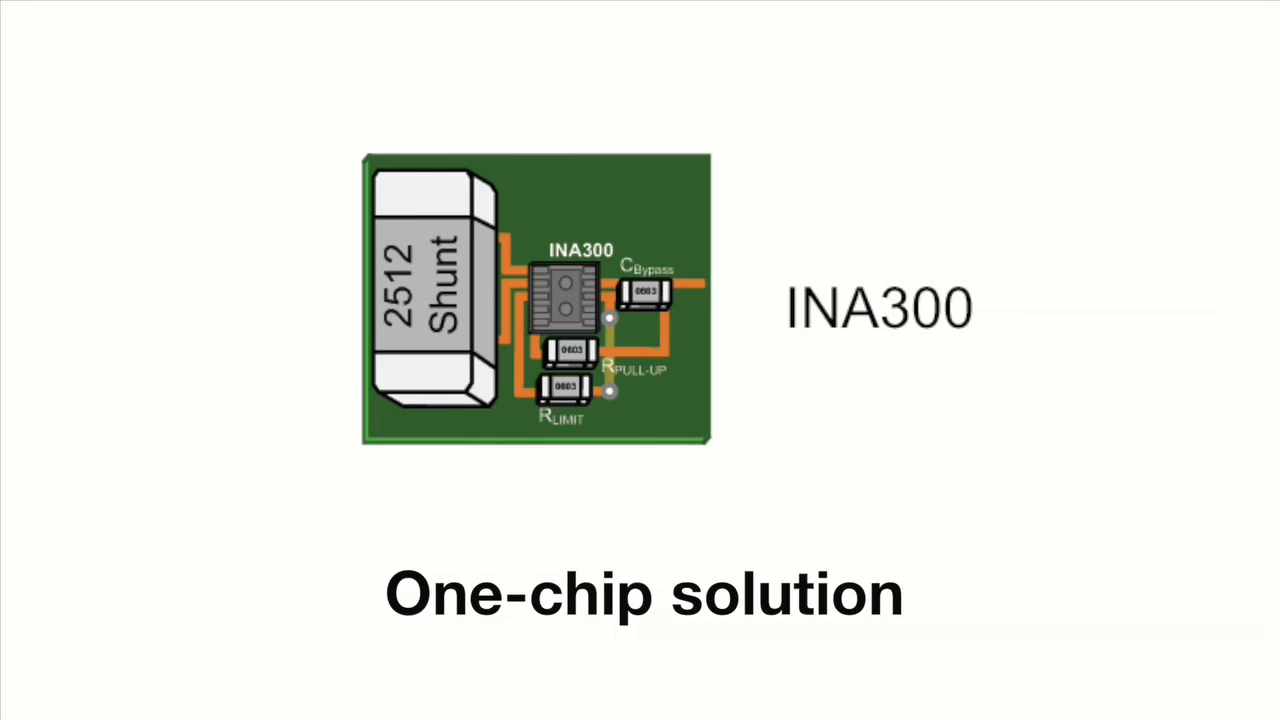 2512
Shunt
INA300
CBypass
0603
0603
RPULL-UP
0603
RLIMIT
INA300
One-chip solution